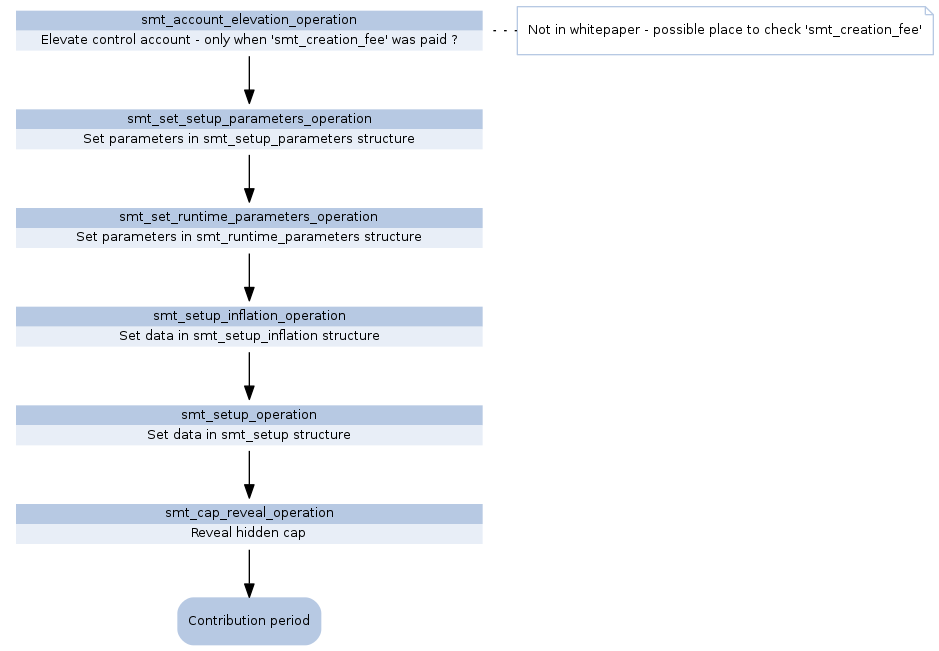 smt_account_elevation_operation
Elevate control account - only when 'smt_creation_fee' was paid ?
Not in whitepaper - possible place to check 'smt_creation_fee'
smt_set_setup_parameters_operation
Set parameters in smt_setup_parameters structure
smt_set_runtime_parameters_operation
Set parameters in smt_runtime_parameters structure
smt_setup_inflation_operation
Set data in smt_setup_inflation structure
smt_setup_operation
Set data in smt_setup structure
smt_cap_reveal_operation
Reveal hidden cap
Contribution period